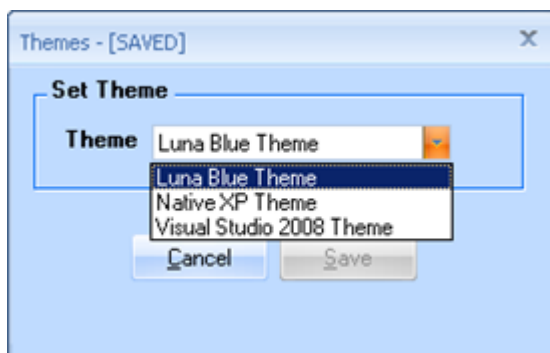 Themes - [SAVED]
Set Theme
Theme Luna Blue Theme
Luna Blue Theme
Native XP Theme
Visual Studio 2008 Theme
Cancel Save